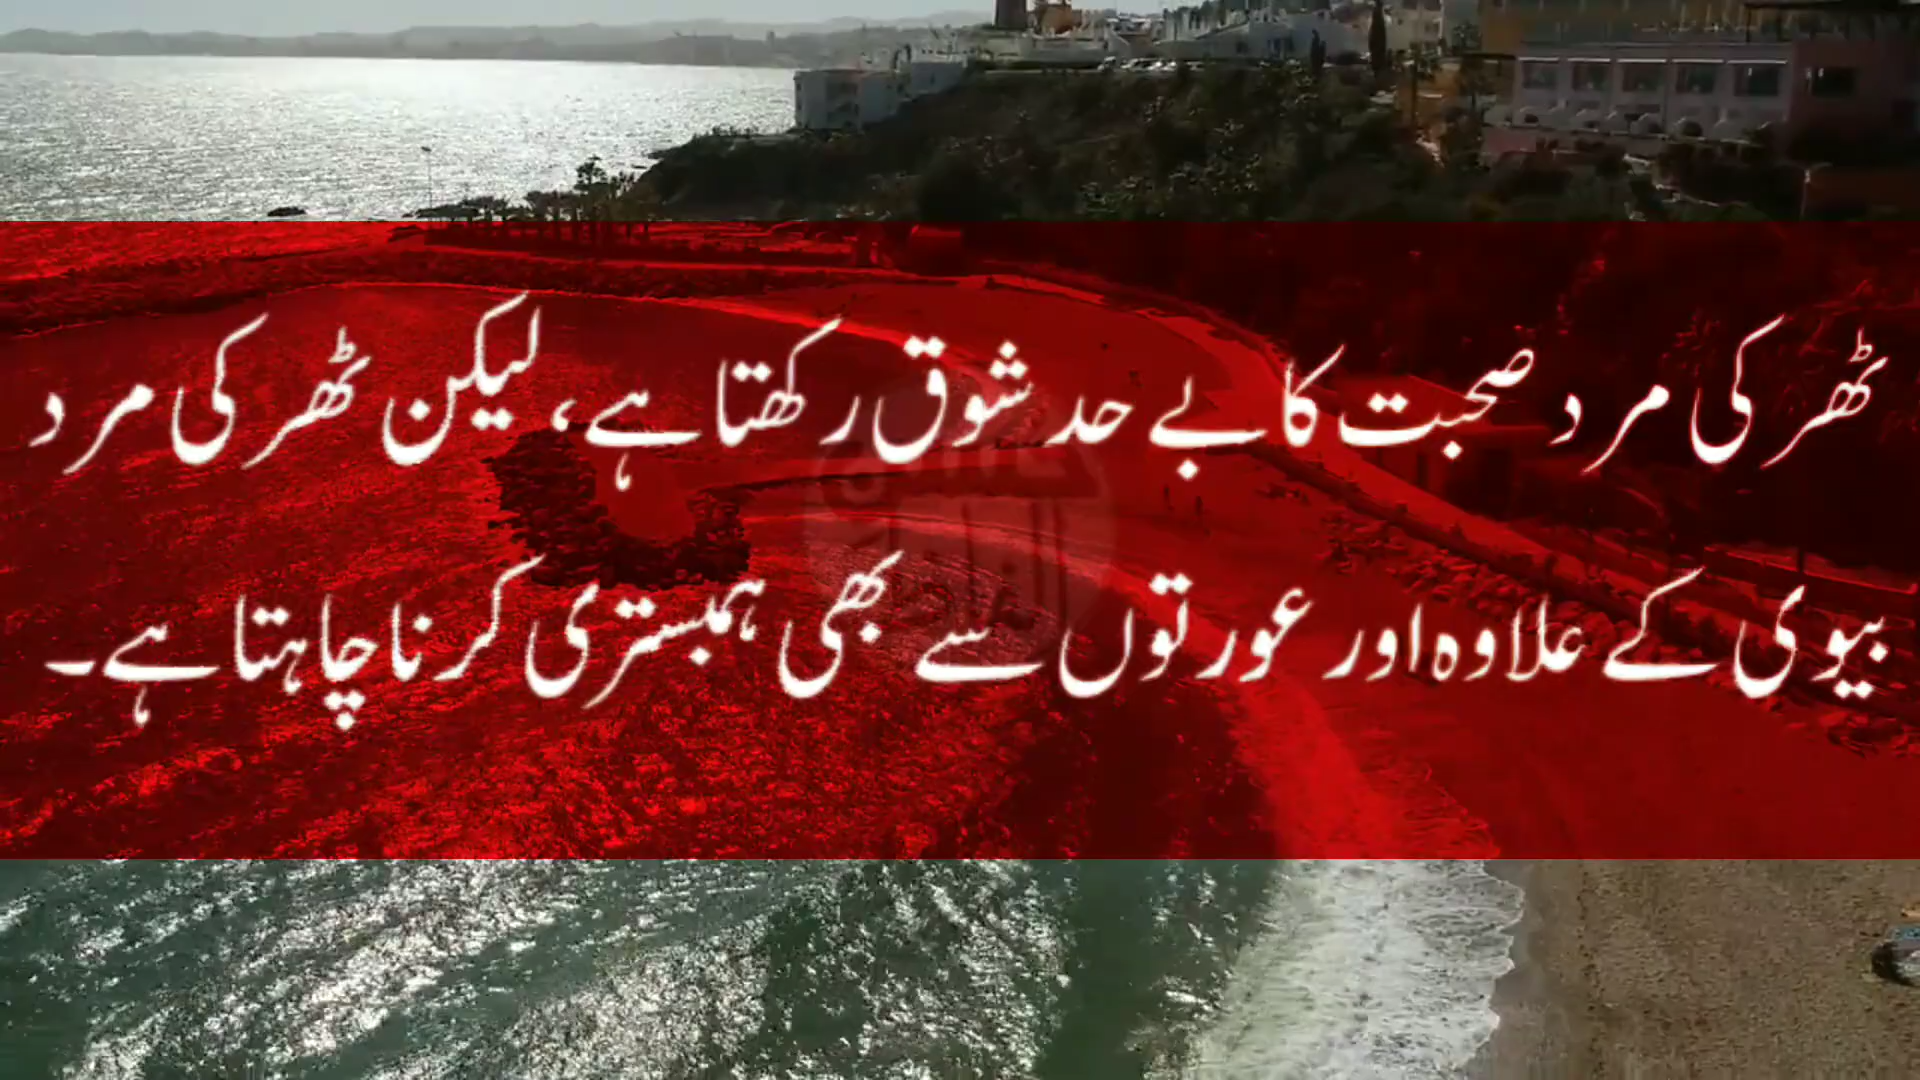 ٹھرکی مرد صحبت کا بے حد شوق رکھتا ہے، لیکن ٹھرکی مرد
بیوی کے علاوہ اور عورتوں سے بھی ہمبستری کرنا چاہتا ہے۔